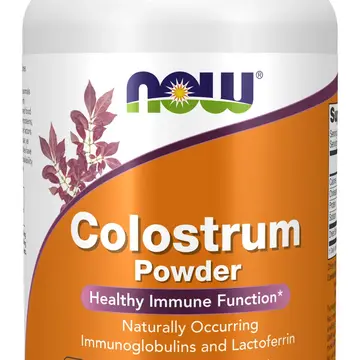 NOW®
Colostrum
Powder
Healthy Immune Function*
Naturally Occurring
Immunoglobulins and Lactoferrin